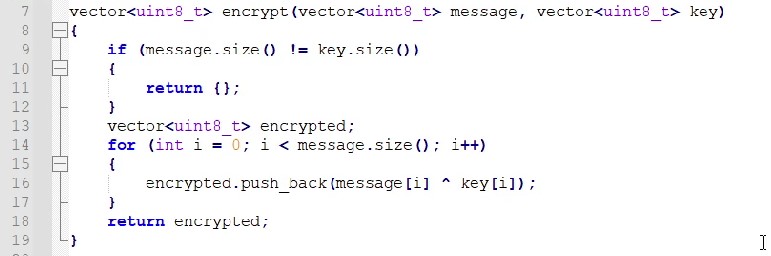 7 vector<uint8_t> encrypt(vector<uint8_t> message, vector<uint8_t> key)
8 {
9 if (message.size() != key.size())
10 {
11 return {};
12 }
13 vector<uint8_t> encrypted;
14 for (int i = 0; i < message.size(); i++)
15 {
16 encrypted.push_back(message[i] ^ key[i]);
17 }
18 return encrypted;
19 }